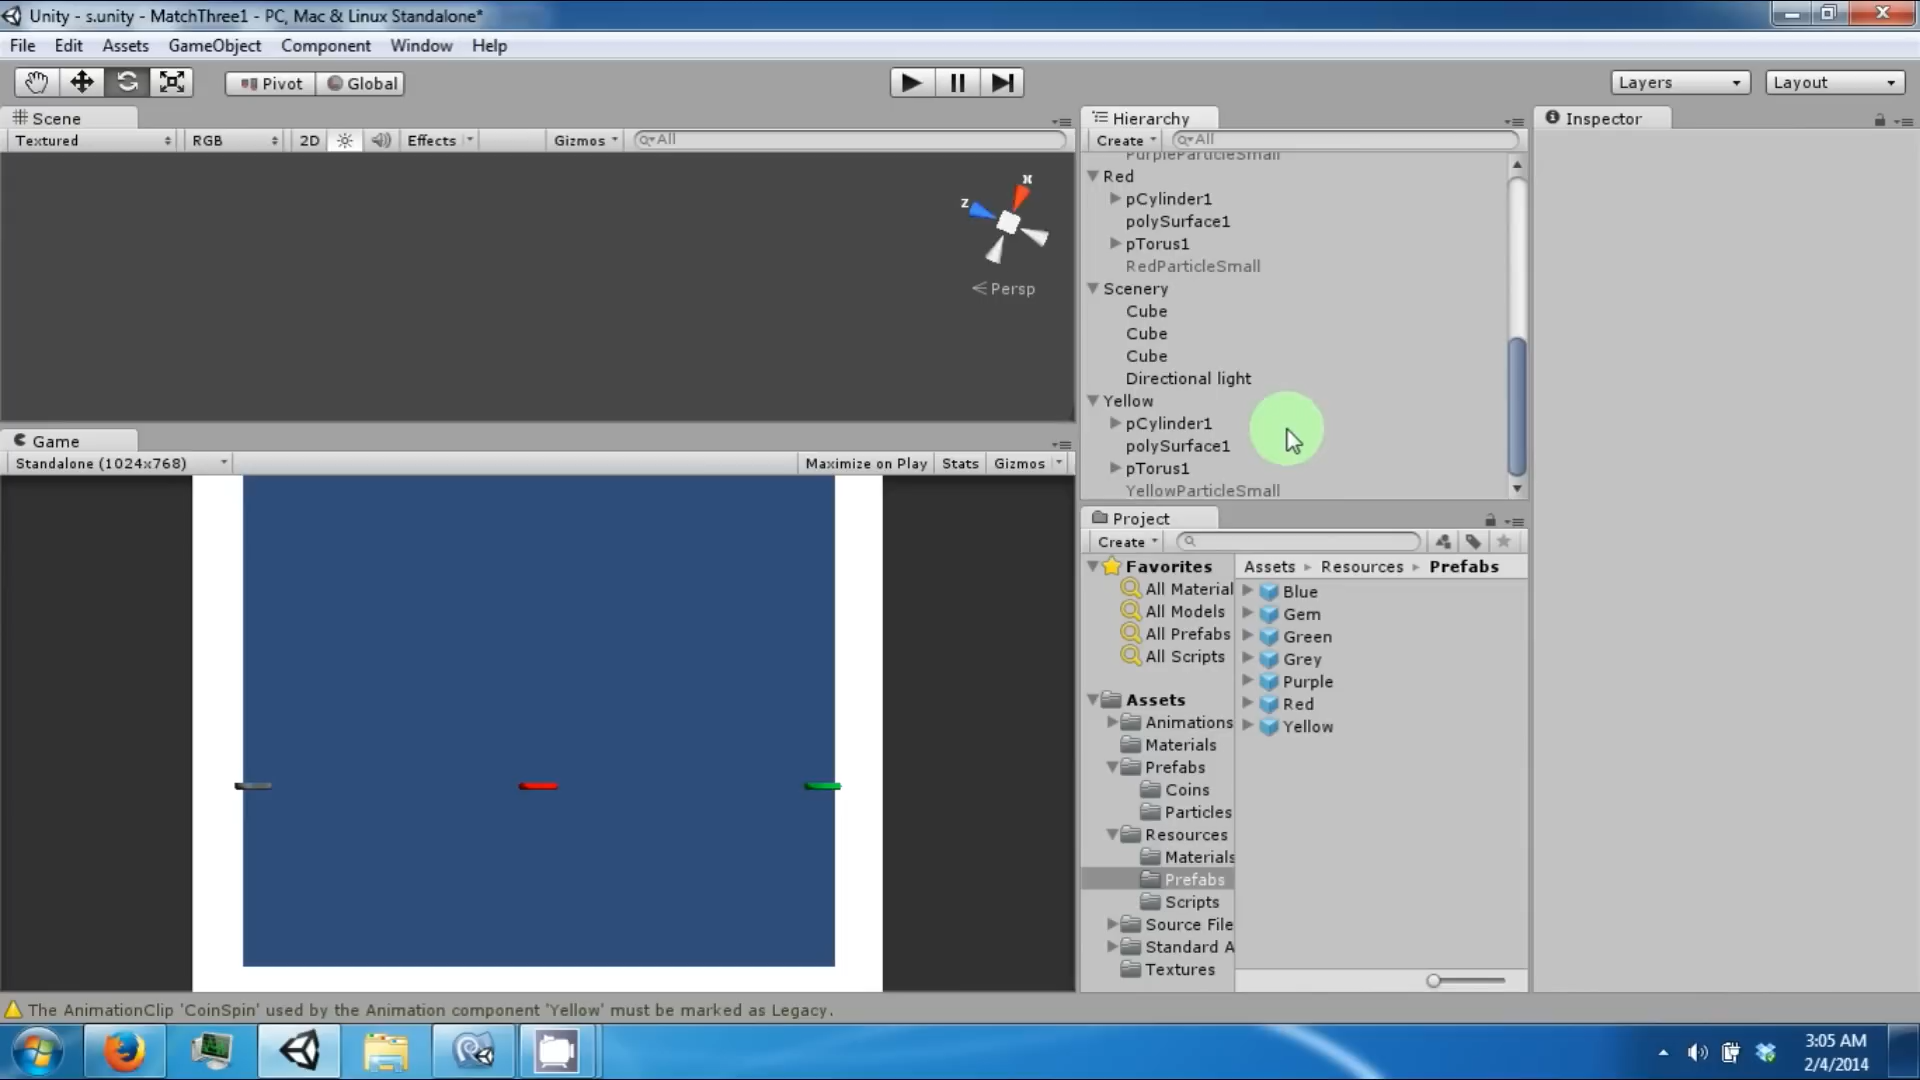 Unity - s.unity - MatchThree1 - PC, Mac & Linux Standalone*
File Edit Assets GameObject Component Window Help
Pivot Global Layers Layout
Scene
Textured RGB 2D Effects Gizmos All
x
z
Persp
Game
Standalone (1024x768) Maximize on Play Stats Gizmos
Hierarchy
Create All
PurpleParticleSmall
Red
pCylinder1
polySurface1
pTorus1
RedParticleSmall
Scenery
Cube
Cube
Cube
Directional light
Yellow
pCylinder1
polySurface1
pTorus1
YellowParticleSmall
Project
Create
Favorites
All Material
All Models
All Prefabs
All Scripts
Assets
Animations
Materials
Prefabs
Coins
Particles
Resources
Materials
Prefabs
Scripts
Source File
Standard A
Textures
Assets Resources Prefabs
Blue
Gem
Green
Grey
Purple
Red
Yellow
Inspector
The AnimationClip 'CoinSpin' used by the Animation component 'Yellow' must be marked as Legacy.
3:05 AM
2/4/2014